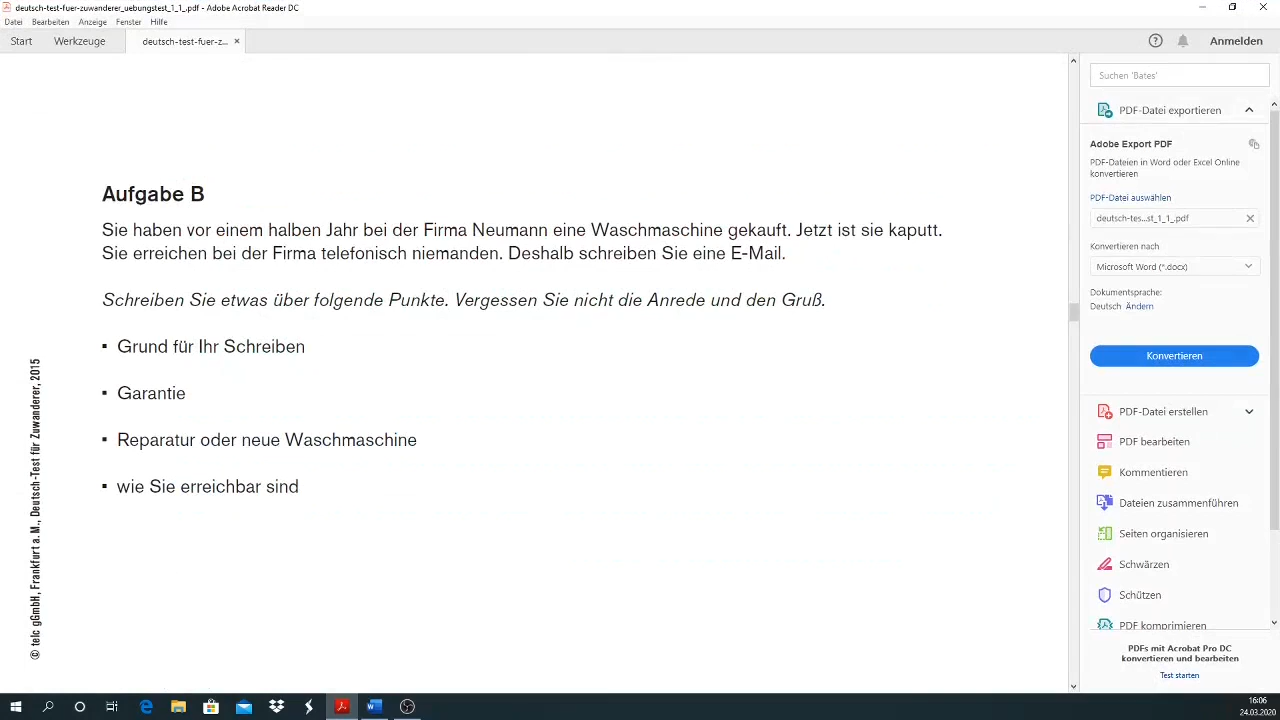 deutsch-test-fuer-zuwanderer_uebungstest_1_1_.pdf - Adobe Acrobat Reader DC
Datei Bearbeiten Anzeige Fenster Hilfe
Start Werkzeuge deutsch-test-fuer-z... × Anmelden
Suchen 'Bates'
PDF-Datei exportieren
Adobe Export PDF
PDF-Dateien in Word oder Excel Online
konvertieren
PDF-Datei auswählen
deutsch-tes...st_1_1_.pdf
Konvertieren nach
Microsoft Word (*.docx)
Dokumentsprache:
Deutsch Ändern
Konvertieren
PDF-Datei erstellen
PDF bearbeiten
Kommentieren
Dateien zusammenführen
Seiten organisieren
Schwärzen
Schützen
PDF komprimieren
PDFs mit Acrobat Pro DC
konvertieren und bearbeiten
Test starten
Aufgabe B
Sie haben vor einem halben Jahr bei der Firma Neumann eine Waschmaschine gekauft. Jetzt ist sie kaputt.
Sie erreichen bei der Firma telefonisch niemanden. Deshalb schreiben Sie eine E-Mail.
Schreiben Sie etwas über folgende Punkte. Vergessen Sie nicht die Anrede und den Gruß.
▪ Grund für Ihr Schreiben
▪ Garantie
▪ Reparatur oder neue Waschmaschine
▪ wie Sie erreichbar sind
© telc gGmbH, Frankfurt a. M., Deutsch-Test für Zuwanderer, 2015
16:06
24.03.2020